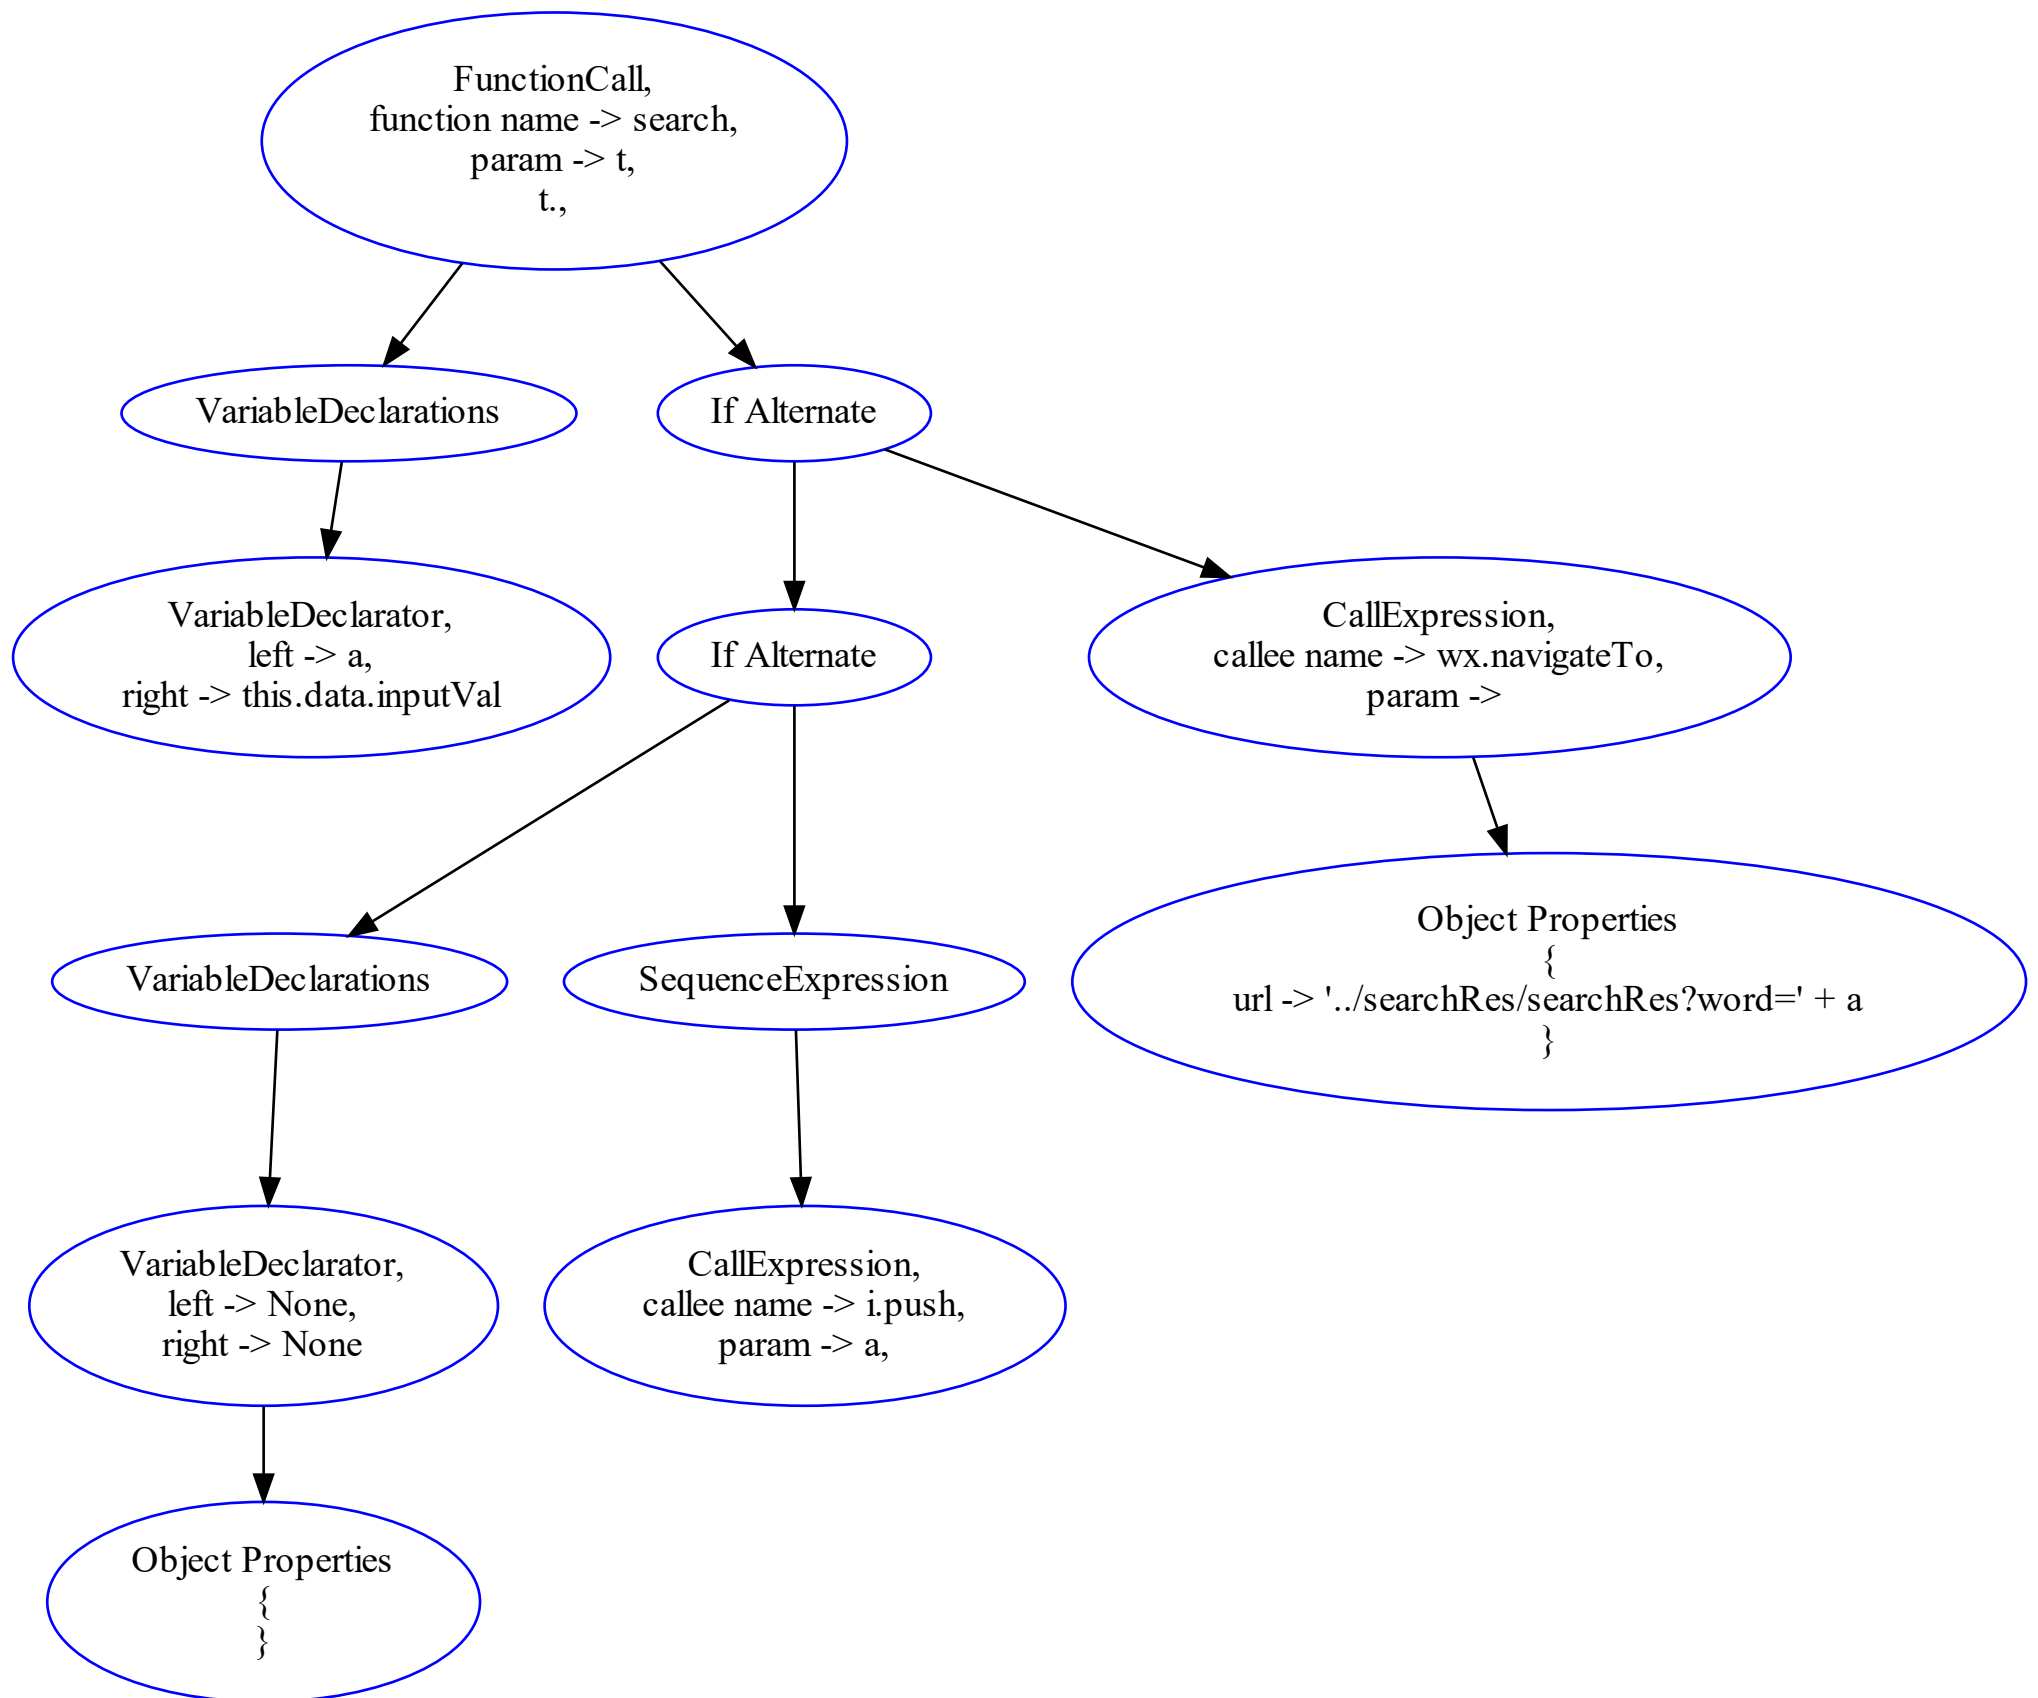 FunctionCall,
function name -> search,
param -> t,
t.,
VariableDeclarations
If Alternate
VariableDeclarator,
left -> a,
right -> this.data.inputVal
If Alternate
CallExpression,
callee name -> wx.navigateTo,
param ->
VariableDeclarations
SequenceExpression
Object Properties
{
url -> '../searchRes/searchRes?word=' + a
}
VariableDeclarator,
left -> None,
right -> None
CallExpression,
callee name -> i.push,
param -> a,
Object Properties
{
}